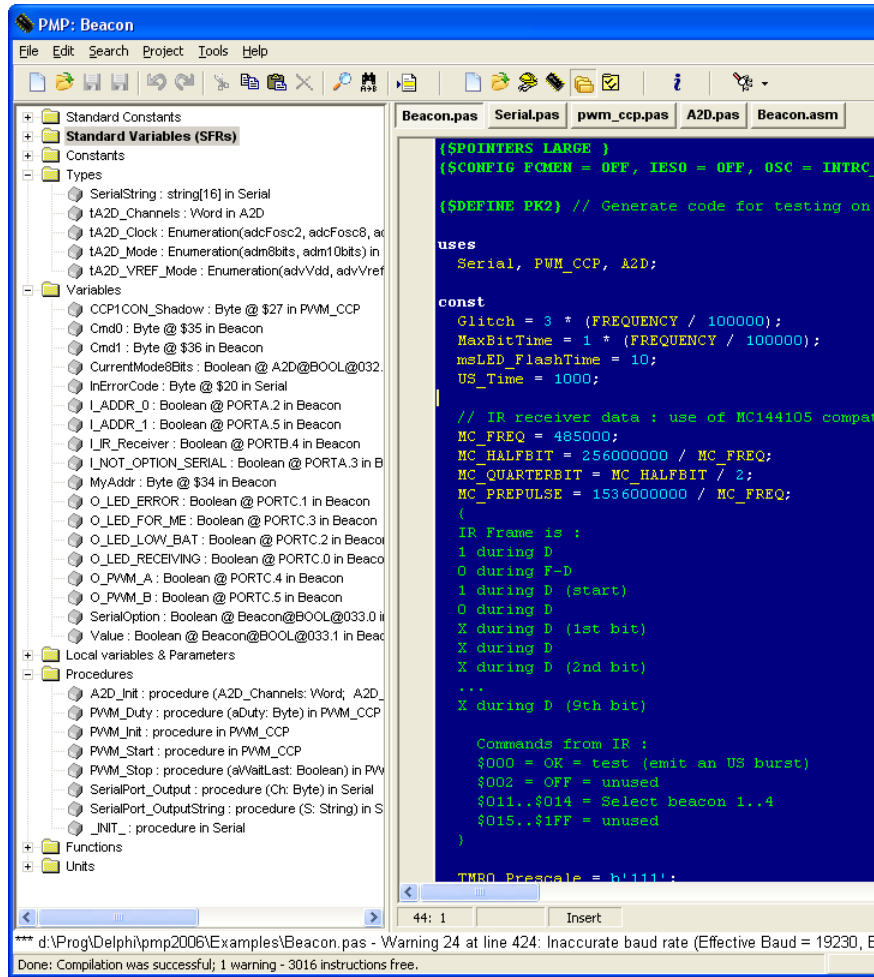 PMP: Beacon
File Edit Search Project Tools Help
Standard Constants
Standard Variables (SFRs)
Constants
Types
SerialString : string[16] in Serial
tA2D_Channels : Word in A2D
tA2D_Clock : Enumeration(adcFosc2, adcFosc8, a
tA2D_Mode : Enumeration(adm8bits, adm10bits) in
tA2D_VREF_Mode : Enumeration(advVdd, advVref
Variables
CCP1CON_Shadow : Byte @ $27 in PWM_CCP
Cmd0 : Byte @ $35 in Beacon
Cmd1 : Byte @ $36 in Beacon
CurrentMode8Bits : Boolean @ A2D@BOOL@032.
InErrorCode : Byte @ $20 in Serial
I_ADDR_0 : Boolean @ PORTA.2 in Beacon
I_ADDR_1 : Boolean @ PORTA.5 in Beacon
I_IR_Receiver : Boolean @ PORTB.4 in Beacon
I_NOT_OPTION_SERIAL : Boolean @ PORTA.3 in B
MyAddr : Byte @ $34 in Beacon
O_LED_ERROR : Boolean @ PORTC.1 in Beacon
O_LED_FOR_ME : Boolean @ PORTC.3 in Beacon
O_LED_LOW_BAT : Boolean @ PORTC.2 in Beaco
O_LED_RECEIVING : Boolean @ PORTC.0 in Beaco
O_PWM_A : Boolean @ PORTC.4 in Beacon
O_PWM_B : Boolean @ PORTC.5 in Beacon
SerialOption : Boolean @ Beacon@BOOL@033.0 i
Value : Boolean @ Beacon@BOOL@033.1 in Beac
Local variables & Parameters
Procedures
A2D_Init : procedure (A2D_Channels: Word; A2D_
PWM_Duty : procedure (aDuty: Byte) in PWM_CCP
PWM_Init : procedure in PWM_CCP
PWM_Start : procedure in PWM_CCP
PWM_Stop : procedure (aWaitLast: Boolean) in PW
SerialPort_Output : procedure (Ch: Byte) in Serial
SerialPort_OutputString : procedure (S: String) in S
_INIT_ : procedure in Serial
Functions
Units
Beacon.pas Serial.pas pwm_ccp.pas A2D.pas Beacon.asm
{$POINTERS LARGE }
{$CONFIG FCMEN = OFF, IESO = OFF, OSC = INTRC_
{$DEFINE PK2} // Generate code for testing on
uses
Serial, PWM_CCP, A2D;
const
Glitch = 3 * (FREQUENCY / 100000);
MaxBitTime = 1 * (FREQUENCY / 100000);
msLED_FlashTime = 10;
US_Time = 1000;
// IR receiver data : use of MC144105 compat
MC_FREQ = 485000;
MC_HALFBIT = 256000000 / MC_FREQ;
MC_QUARTERBIT = MC_HALFBIT / 2;
MC_PREPULSE = 1536000000 / MC_FREQ;
{
IR Frame is :
1 during D
0 during F-D
1 during D (start)
0 during D
X during D (1st bit)
X during D
X during D (2nd bit)
...
X during D (9th bit)
Commands from IR :
$000 = OK = test (emit an US burst)
$002 = OFF = unused
$011..$014 = Select beacon 1..4
$015..$1FF = unused
}
TMR0_Prescale = b'111';
44: 1 Insert
*** d:\Prog\Delphi\pmp2006\Examples\Beacon.pas - Warning 24 at line 424: Inaccurate baud rate (Effective Baud = 19230, E
Done: Compilation was successful; 1 warning - 3016 instructions free.